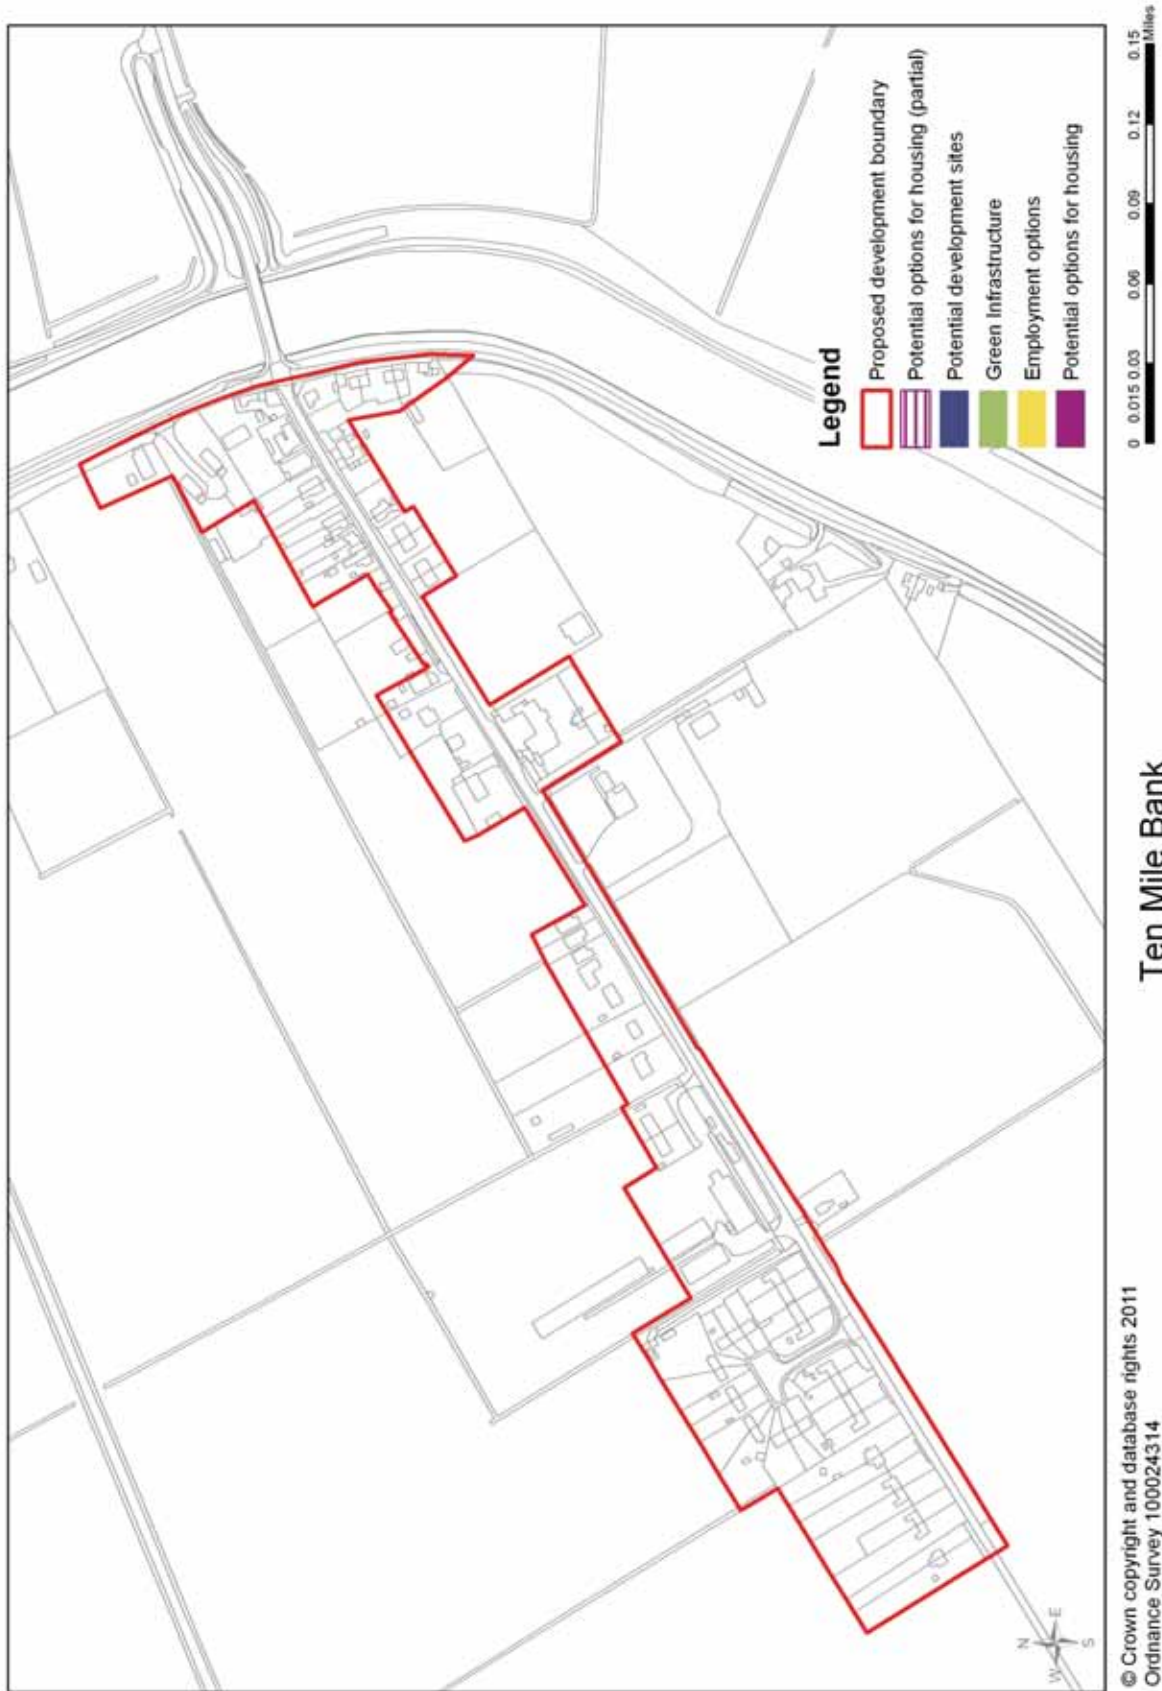 Legend
Proposed development boundary
Potential options for housing (partial)
Potential development sites
Green Infrastructure
Employment options
Potential options for housing
0 0.015 0.03 0.06 0.09 0.12 0.15
Miles
N
W E
S
Ten Mile Bank
© Crown copyright and database rights 2011
Ordnance Survey 100024314